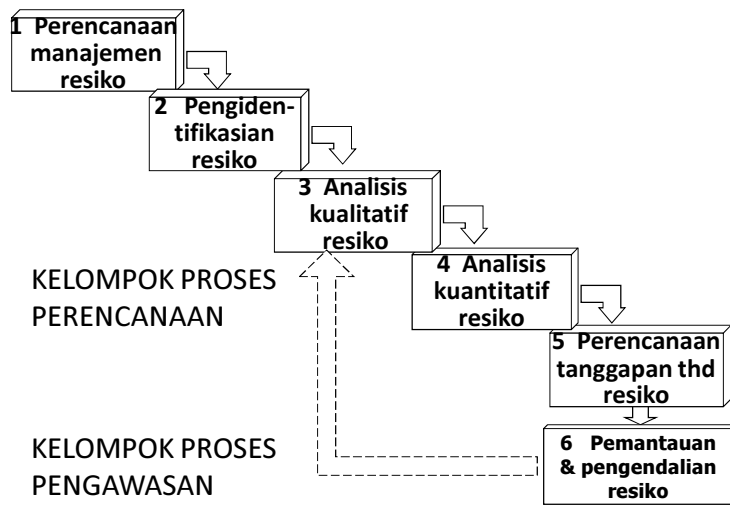 1 Perencanaan
manajemen
resiko
2 Pengiden-
tifikasian
resiko
3 Analisis
kualitatif
resiko
4 Analisis
kuantitatif
resiko
KELOMPOK PROSES
PERENCANAAN
5 Perencanaan
tanggapan thd
resiko
6 Pemantauan
& pengendalian
resiko
KELOMPOK PROSES
PENGAWASAN